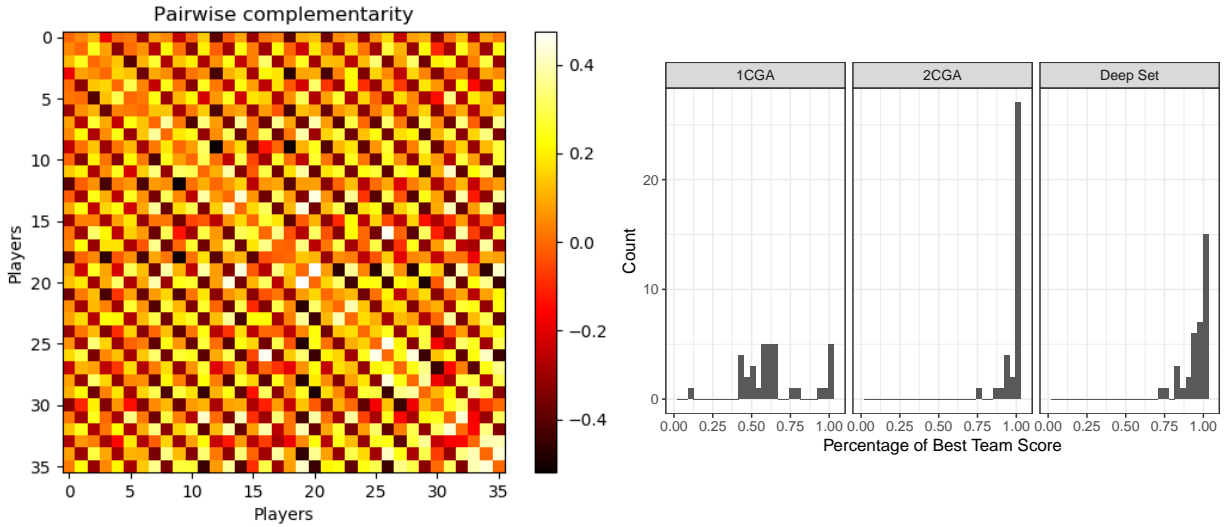 Pairwise complementarity
0
5
10
15
20
25
30
35
Players
0 5 10 15 20 25 30 35
Players
0.4
0.2
0.0
−0.2
−0.4
1CGA 2CGA Deep Set
20
10
0
Count
0.00 0.25 0.50 0.75 1.00 0.00 0.25 0.50 0.75 1.00 0.00 0.25 0.50 0.75 1.00
Percentage of Best Team Score